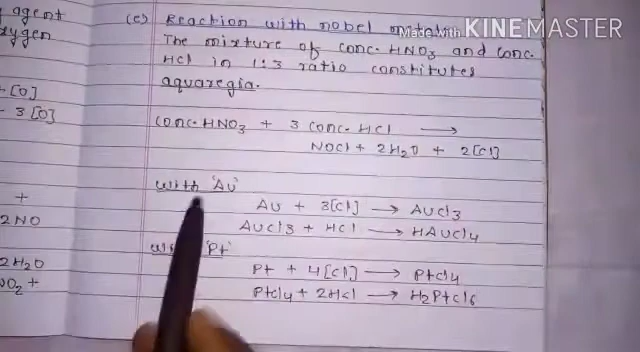 agent
xygen
+ [O]
- 3 [O]
+
2NO
2H2O
NO2 +
Made with KINEMASTER
(c) Reaction with nobel
The mixture of conc. HNO3 and conc.
HCl in 1:3 ratio constitutes
aquaregia.
conc. HNO3 + 3 conc. HCl ⟶
NOCl + 2H2O + 2[Cl]
with 'Au'
Au + 3[Cl] ⟶ AuCl3
AuCl3 + HCl ⟶ HAuCl4
'Pt'
Pt + 4[Cl] ⟶ PtCl4
PtCl4 + 2HCl ⟶ H2PtCl6